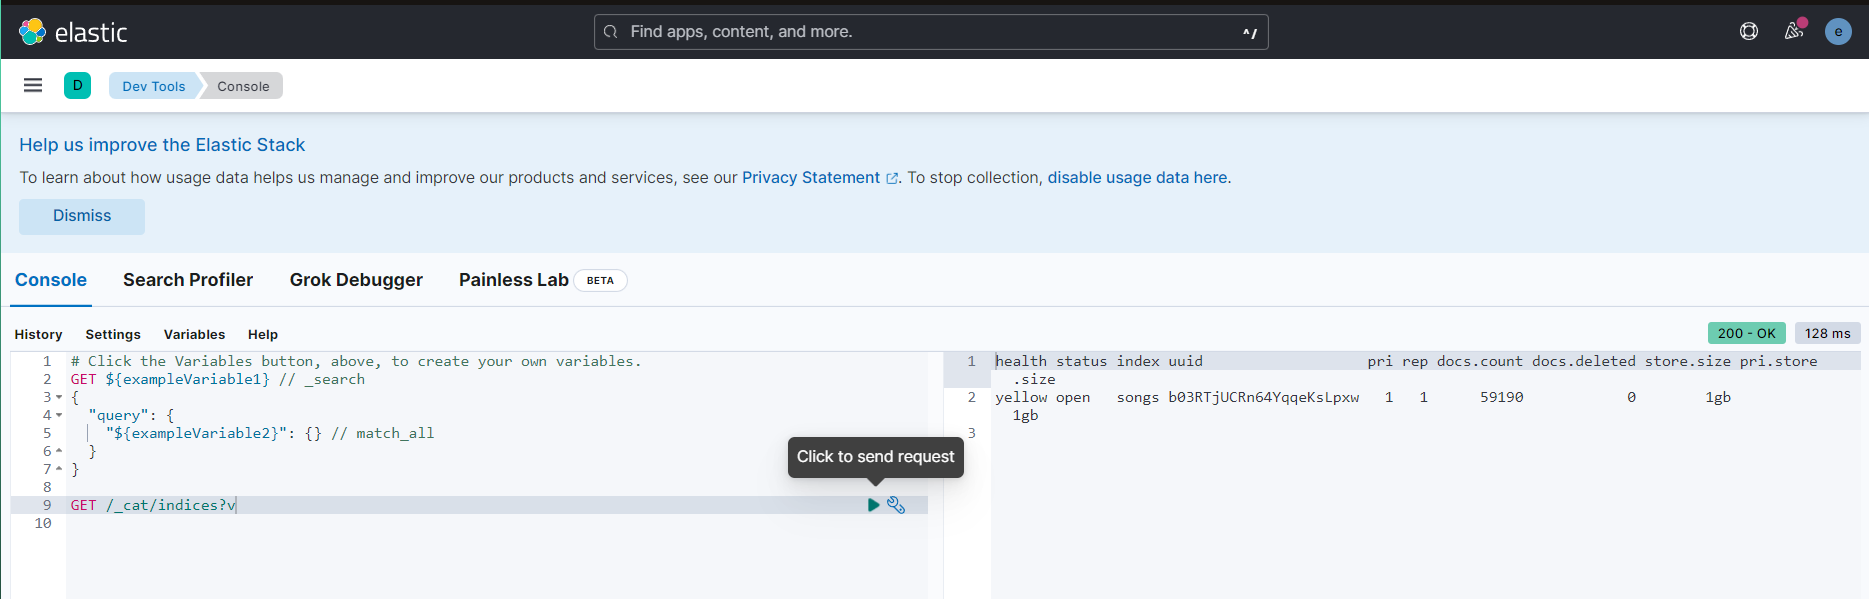 elastic
Find apps, content, and more.
^/
e
D
Dev Tools
Console
Help us improve the Elastic Stack
To learn about how usage data helps us manage and improve our products and services, see our Privacy Statement. To stop collection, disable usage data here.
Dismiss
Console
Search Profiler
Grok Debugger
Painless Lab
BETA
History
Settings
Variables
Help
200 - OK
128 ms
1 # Click the Variables button, above, to create your own variables.
2 GET ${exampleVariable1} // _search
3 {
4 "query": {
5 "${exampleVariable2}": {} // match_all
6 }
7 }
8
9 GET /_cat/indices?v
10
Click to send request
1 health status index uuid pri rep docs.count docs.deleted store.size pri.store
.size
2 yellow open songs b03RTjUCRn64YqqeKsLpxw 1 1 59190 0 1gb
1gb
3